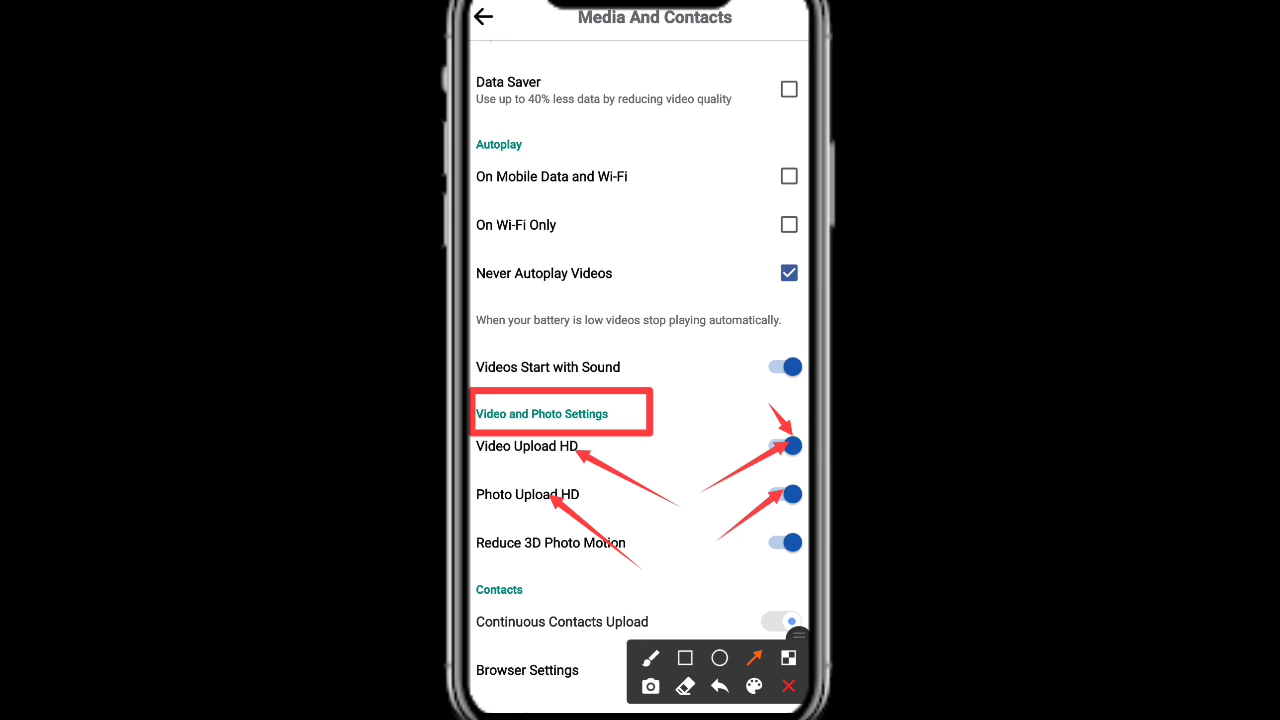 Media And Contacts
Data Saver
Use up to 40% less data by reducing video quality
Autoplay
On Mobile Data and Wi-Fi
On Wi-Fi Only
Never Autoplay Videos
When your battery is low videos stop playing automatically.
Videos Start with Sound
Video and Photo Settings
Video Upload HD
Photo Upload HD
Reduce 3D Photo Motion
Contacts
Continuous Contacts Upload
Browser Settings